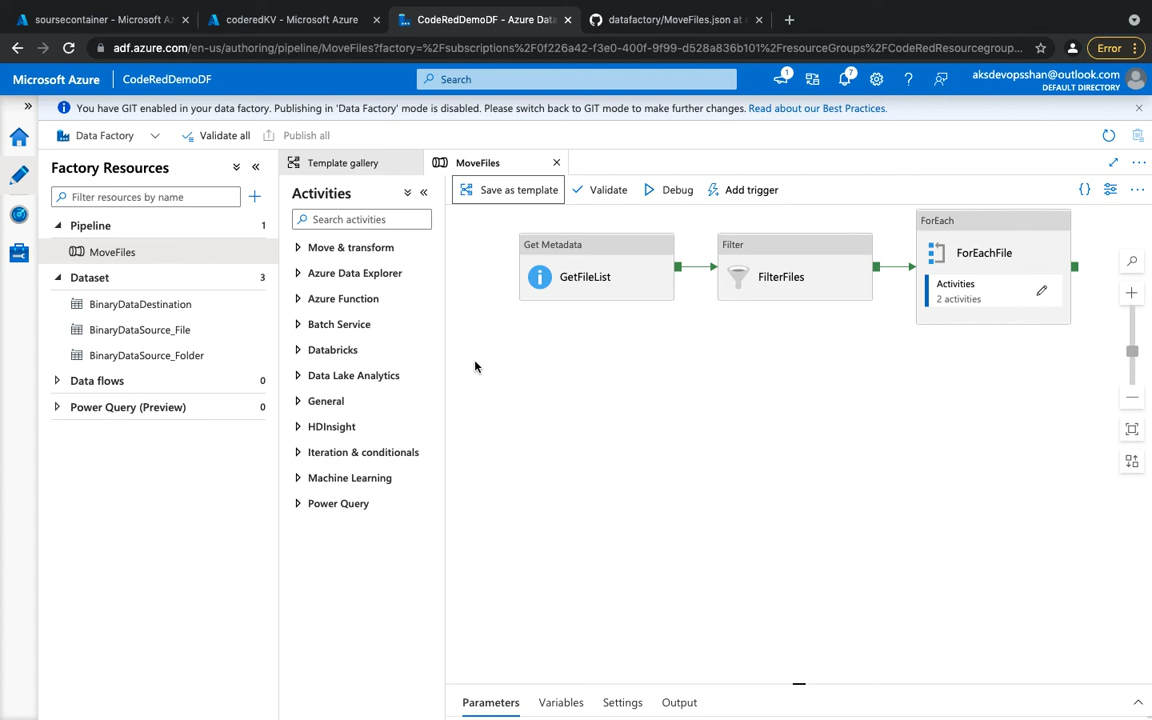 soursecontainer - Microsoft Az
coderedKV - Microsoft Azure
CodeRedDemoDF - Azure Data
datafactory/MoveFiles.json at m
adf.azure.com/en-us/authoring/pipeline/MoveFiles?factory=%2Fsubscriptions%2F0f226a42-f3e0-400f-9f99-d528a836b101%2FresourceGroups%2FCodeRedResourcegroup...
Error
Microsoft Azure
CodeRedDemoDF
Search
1
7
aksdevopsshan@outlook.com
DEFAULT DIRECTORY
You have GIT enabled in your data factory. Publishing in 'Data Factory' mode is disabled. Please switch back to GIT mode to make further changes. Read about our Best Practices.
Data Factory
Validate all
Publish all
Factory Resources
Filter resources by name
Pipeline 1
MoveFiles
Dataset 3
BinaryDataDestination
BinaryDataSource_File
BinaryDataSource_Folder
Data flows 0
Power Query (Preview) 0
Template gallery
MoveFiles
Activities
Search activities
Move & transform
Azure Data Explorer
Azure Function
Batch Service
Databricks
Data Lake Analytics
General
HDInsight
Iteration & conditionals
Machine Learning
Power Query
Save as template
Validate
Debug
Add trigger
Get Metadata
GetFileList
Filter
FilterFiles
ForEach
ForEachFile
Activities
2 activities
Parameters
Variables
Settings
Output